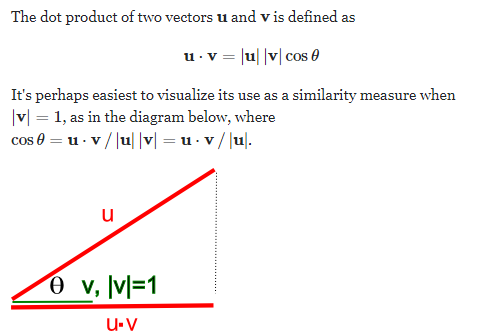 The dot product of two vectors u and v is defined as
u · v = |u| |v| cos θ
It's perhaps easiest to visualize its use as a similarity measure when
|v| = 1, as in the diagram below, where
cos θ = u · v / |u| |v| = u · v / |u|.
u
θ v, |v|=1
u·v